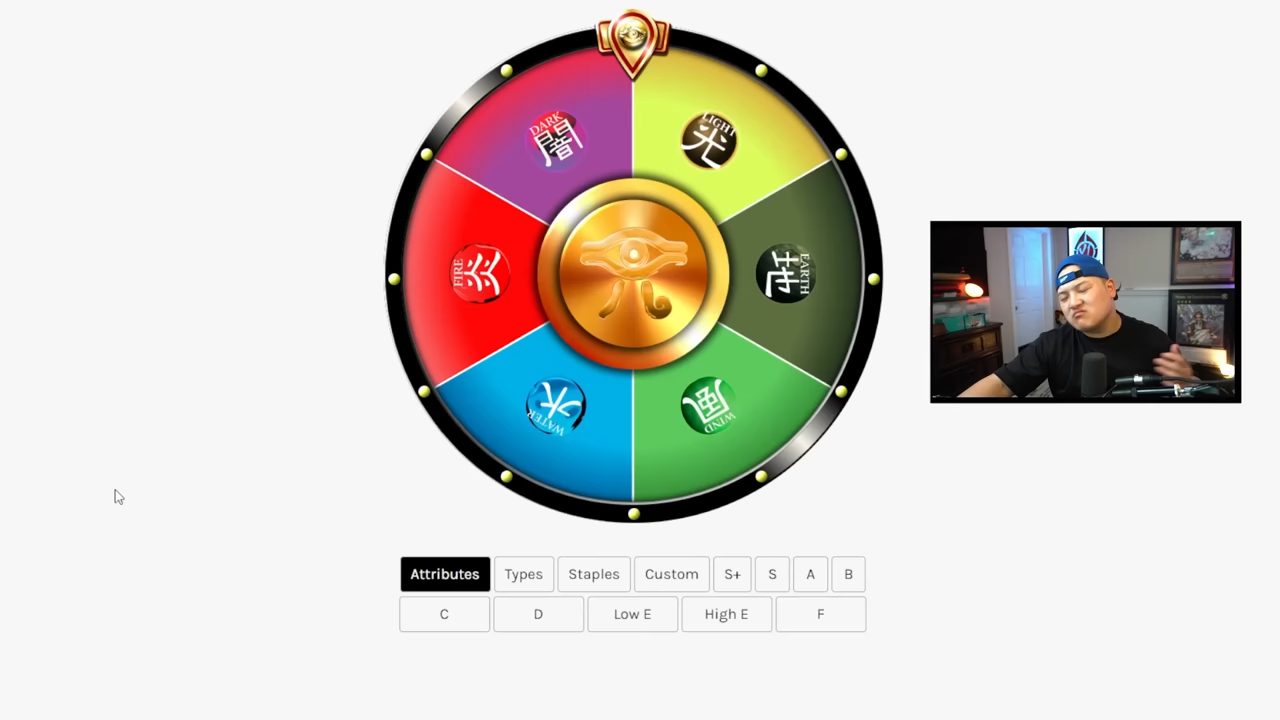 DARK
闇
LIGHT
光
FIRE
炎
EARTH
地
WATER
水
WIND
風
Attributes
Types
Staples
Custom
S+
S
A
B
C
D
Low E
High E
F